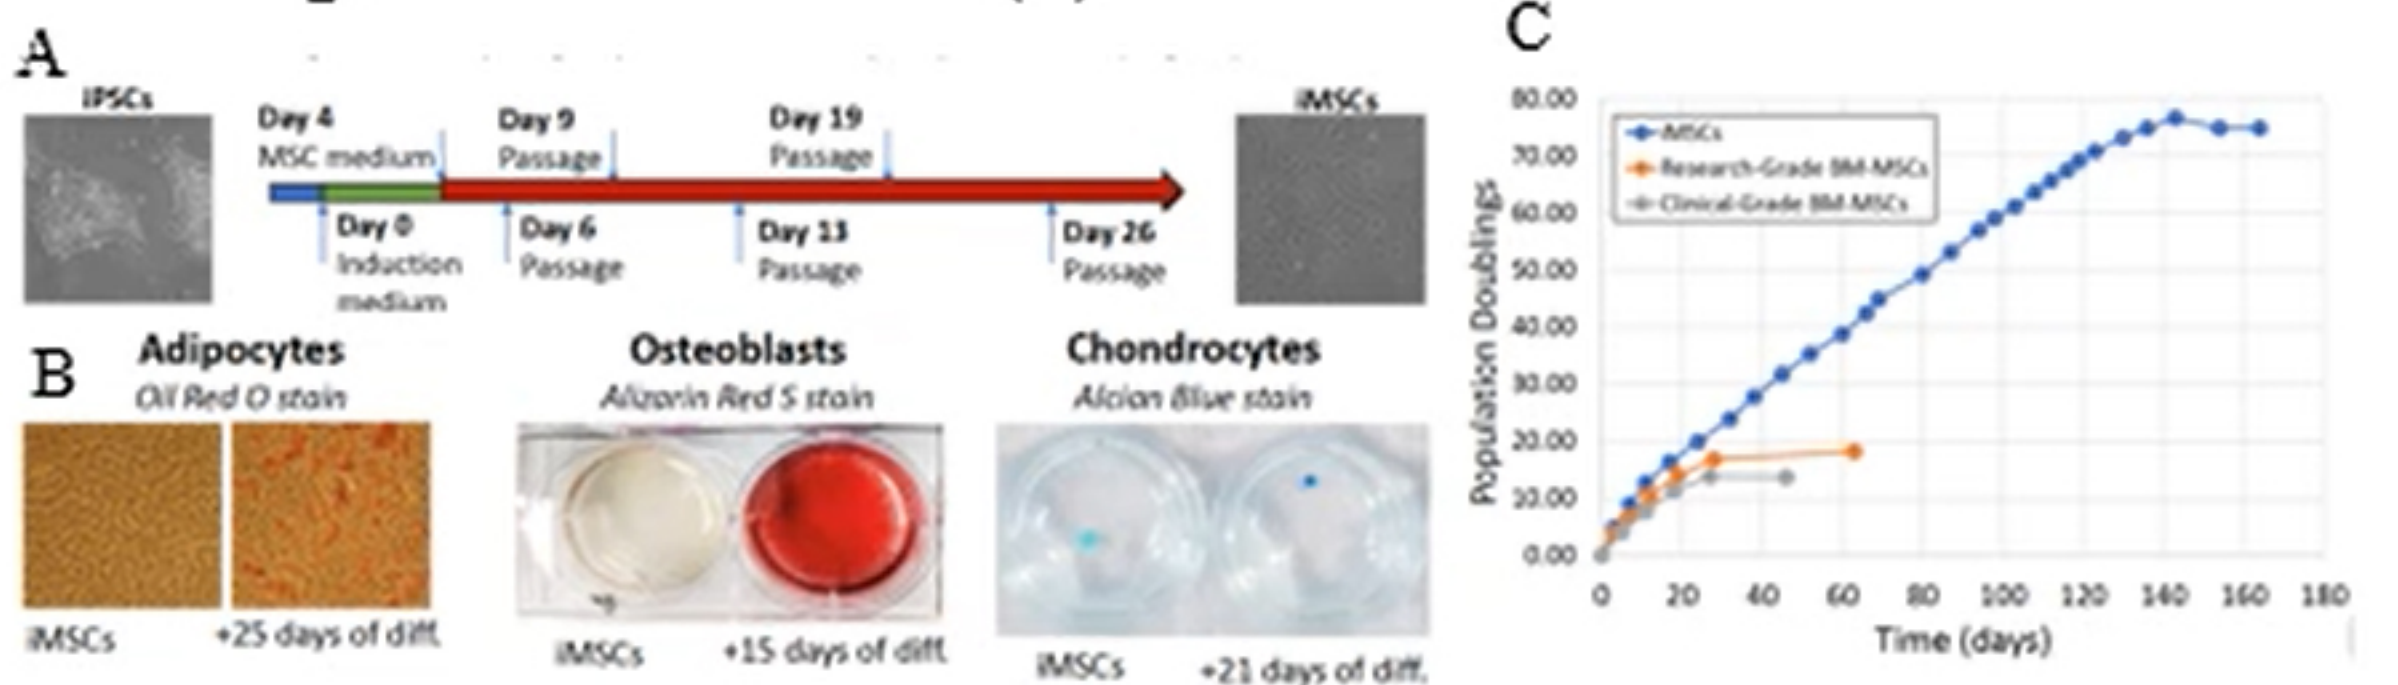 A
iPSCs
Day 4
MSC medium
Day 9
Passage
Day 19
Passage
iMSCs
Day 0
Induction
medium
Day 6
Passage
Day 13
Passage
Day 26
Passage
B
Adipocytes
Oil Red O stain
iMSCs
+25 days of diff.
Osteoblasts
Alizarin Red S stain
iMSCs
+15 days of diff.
Chondrocytes
Alcian Blue stain
iMSCs
+21 days of diff.
C
Population Doublings
80.00
70.00
60.00
50.00
40.00
30.00
20.00
10.00
0.00
iMSCs
Research-Grade BM-MSCs
Clinical-Grade BM-MSCs
0 20 40 60 80 100 120 140 160 180
Time (days)